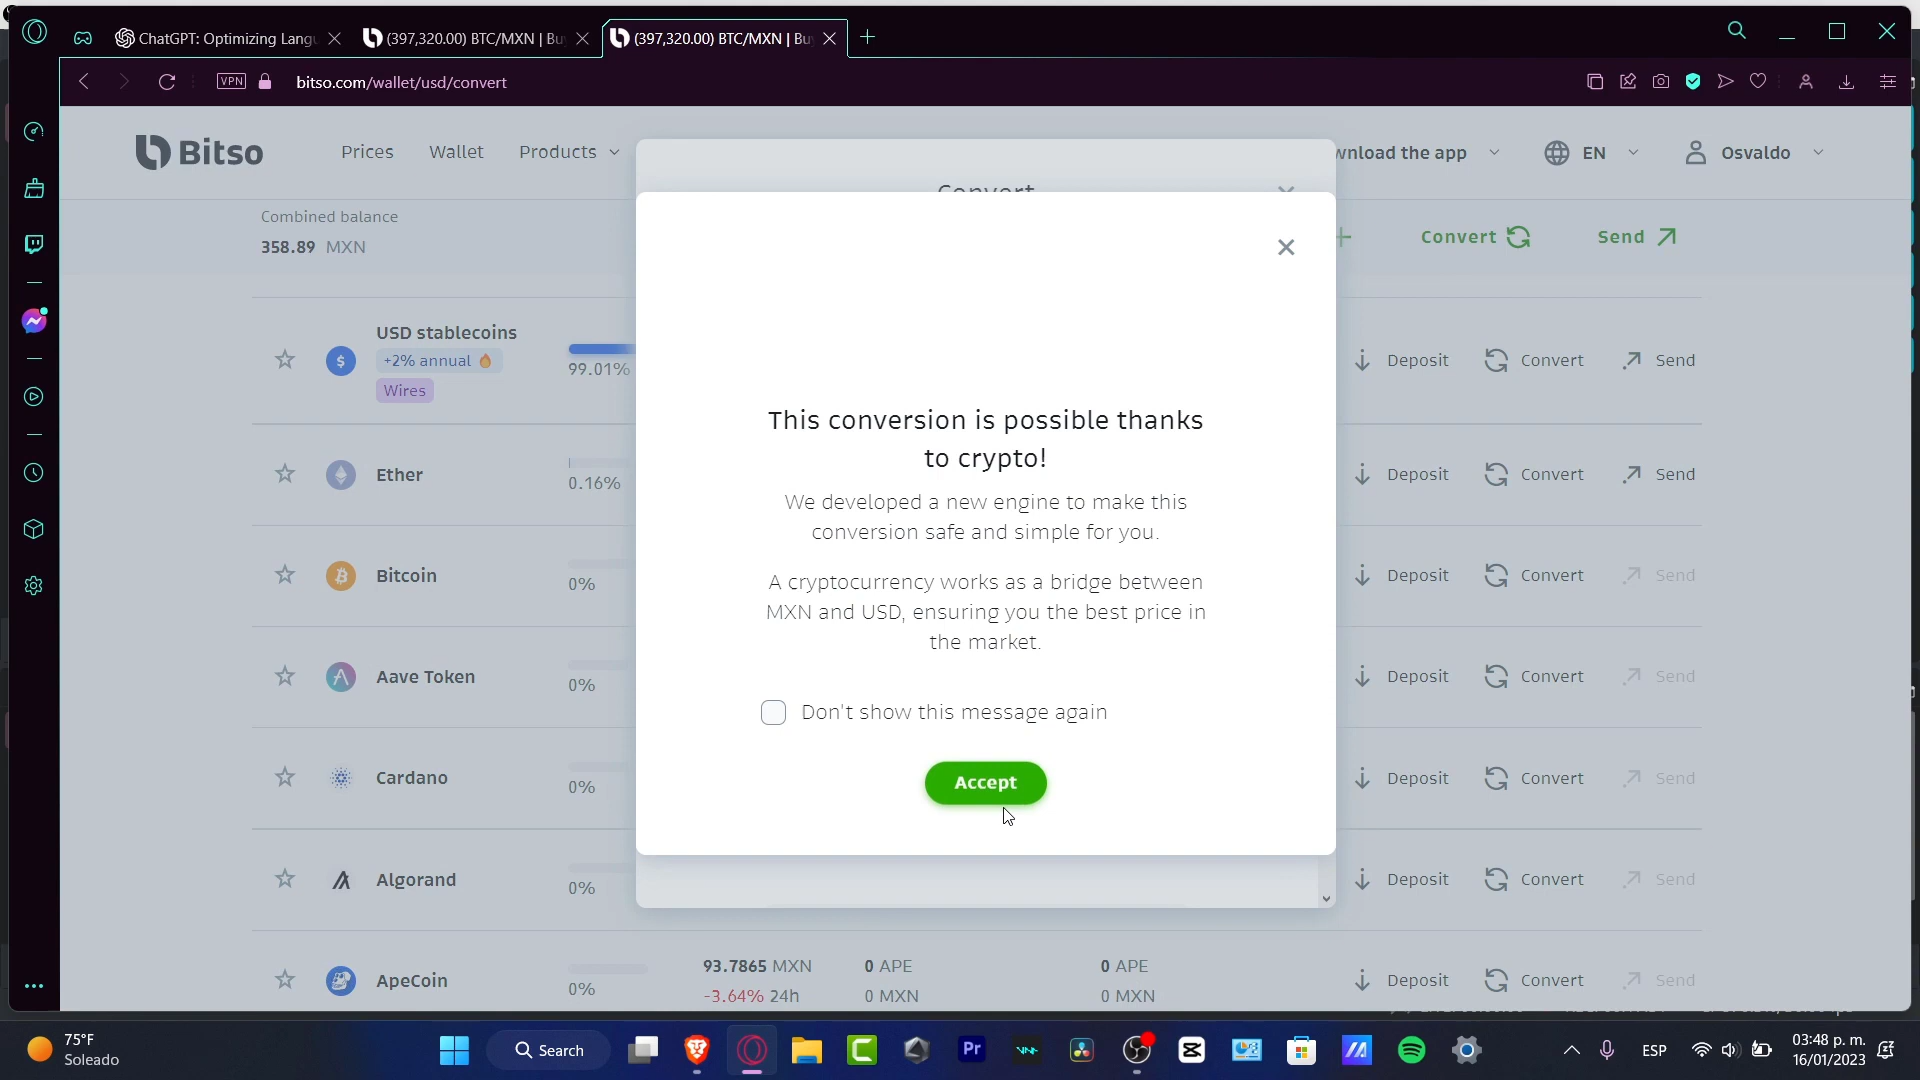 ChatGPT: Optimizing Langu
(397,320.00) BTC/MXN | Bu
(397,320.00) BTC/MXN | Bu
VPN
bitso.com/wallet/usd/convert
Bitso
Prices
Wallet
Products
wnload the app
EN
Osvaldo
Combined balance
358.89 MXN
Convert
Convert
Send
USD stablecoins
+2% annual
Wires
99.01%
Deposit
Convert
Send
Ether
0.16%
Deposit
Convert
Send
Bitcoin
0%
Deposit
Convert
Send
Aave Token
0%
Deposit
Convert
Send
Cardano
0%
Deposit
Convert
Send
Algorand
0%
Deposit
Convert
Send
ApeCoin
0%
93.7865 MXN
-3.64% 24h
0 APE
0 MXN
0 APE
0 MXN
Deposit
Convert
Send
This conversion is possible thanks
to crypto!
We developed a new engine to make this
conversion safe and simple for you.
A cryptocurrency works as a bridge between
MXN and USD, ensuring you the best price in
the market.
Don't show this message again
Accept
75°F
Soleado
Search
Pr
ESP
03:48 p. m.
16/01/2023